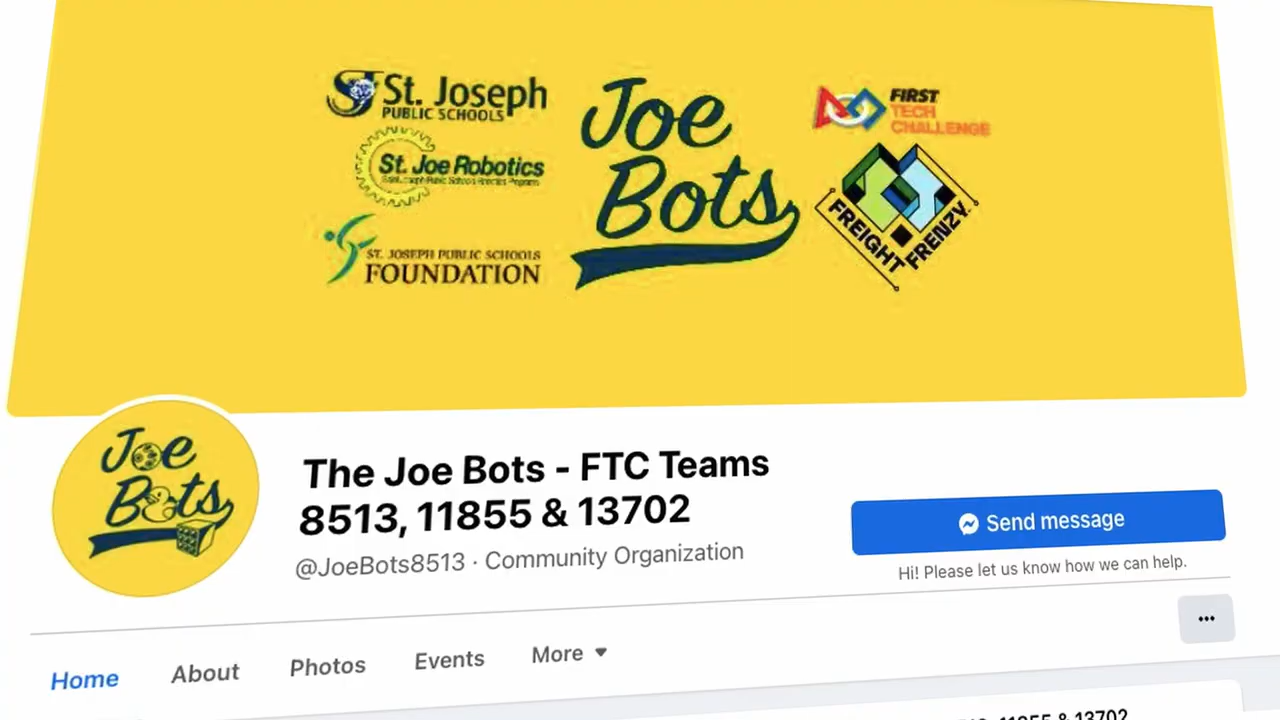 St. Joseph
PUBLIC SCHOOLS
St. Joe Robotics
ST. JOSEPH PUBLIC SCHOOLS
FOUNDATION
Joe
Bots
FIRST
TECH
CHALLENGE
FREIGHT
FRENZY
Joe
Bots
The Joe Bots - FTC Teams
8513, 11855 & 13702
@JoeBots8513 · Community Organization
Send message
Hi! Please let us know how we can help.
Home About Photos Events More
11855 & 13702